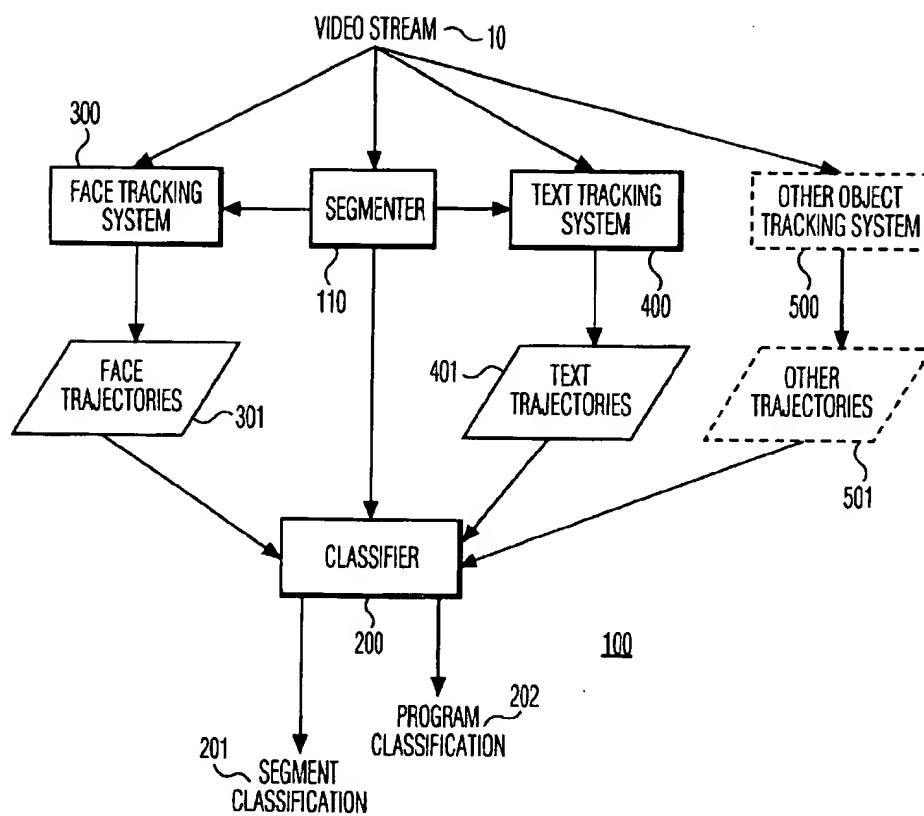 VIDEO STREAM 10
300
FACE TRACKING
SYSTEM
SEGMENTER
110
TEXT TRACKING
SYSTEM
400
OTHER OBJECT
TRACKING SYSTEM
500
FACE
TRAJECTORIES
301
401
TEXT
TRAJECTORIES
OTHER
TRAJECTORIES
501
CLASSIFIER
200
100
PROGRAM
CLASSIFICATION
202
201
SEGMENT
CLASSIFICATION